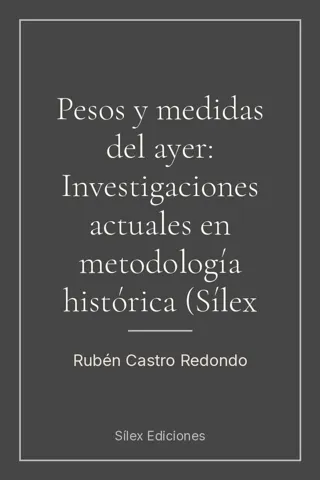 Pesos y medidas
del ayer:
Investigaciones
actuales en
metodología
histórica (Sílex
Rubén Castro Redondo
Sílex Ediciones